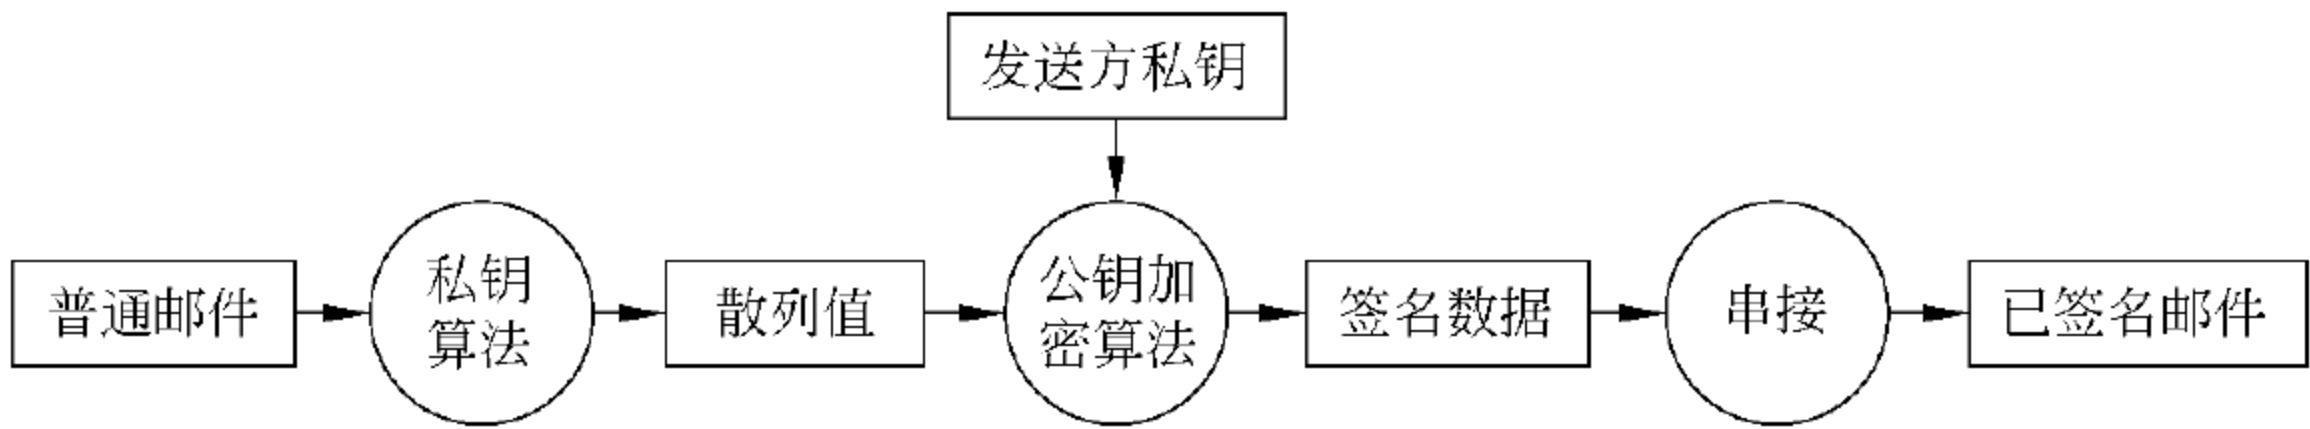 发送方私钥
普通邮件
私钥
算法
散列值
公钥加
密算法
签名数据
串接
已签名邮件